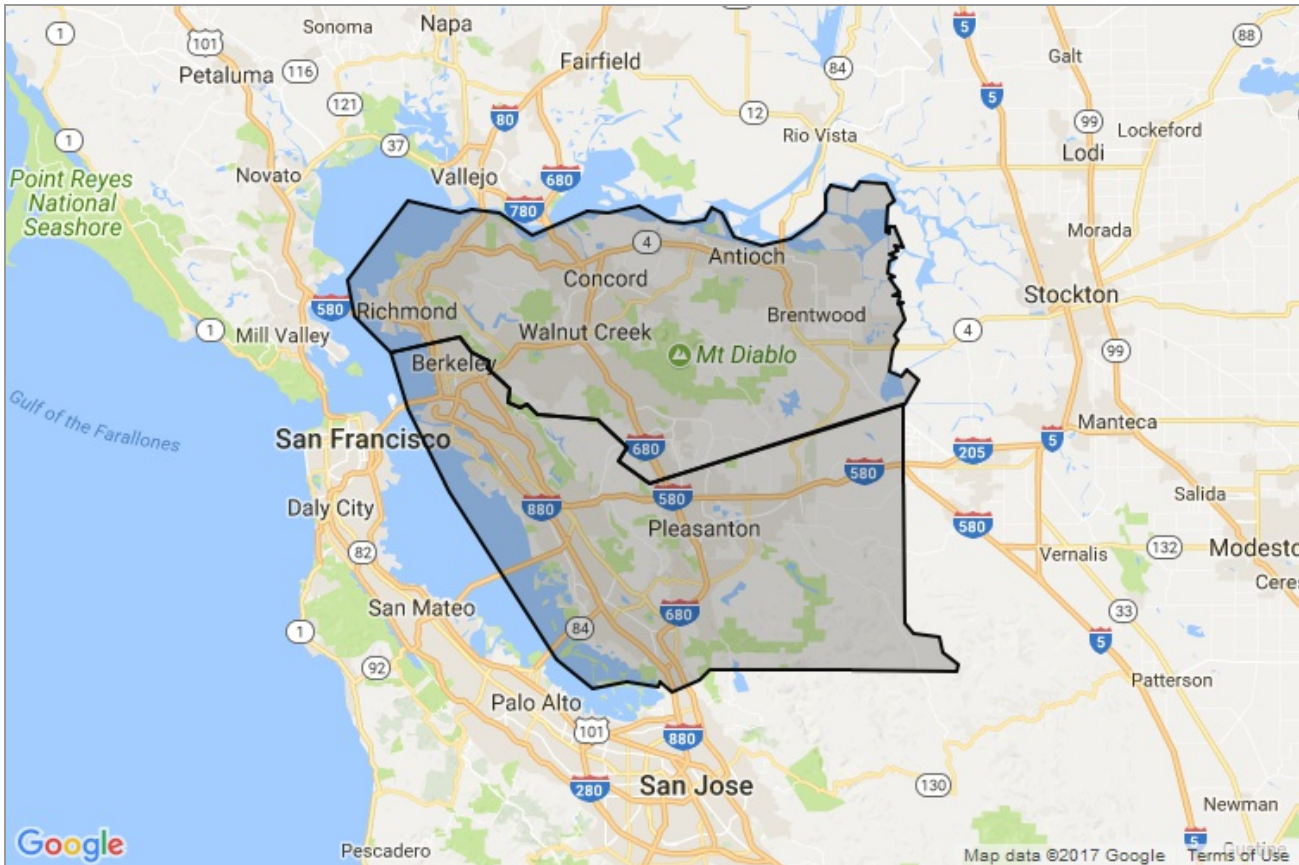 Napa
Sonoma
1
5
88
101
Galt
Fairfield
84
Petaluma
116
5
121
80
12
99
Lockeford
1
37
Rio Vista
Lodi
Point Reyes
National
Seashore
Novato
Vallejo
680
780
Morada
4
Antioch
Concord
Stockton
580
Richmond
Brentwood
1
Mill Valley
Walnut Creek
4
Mt Diablo
99
Berkeley
Gulf of the Farallones
Manteca
San Francisco
680
5
205
580
580
Salida
880
Daly City
Pleasanton
580
82
Vernalis
132
Modesto
Ceres
San Mateo
680
33
84
1
5
92
Patterson
Palo Alto
101
880
San Jose
280
130
Newman
5
Google
Pescadero
Gustine
Map data ©2017 Google
Terms of Use